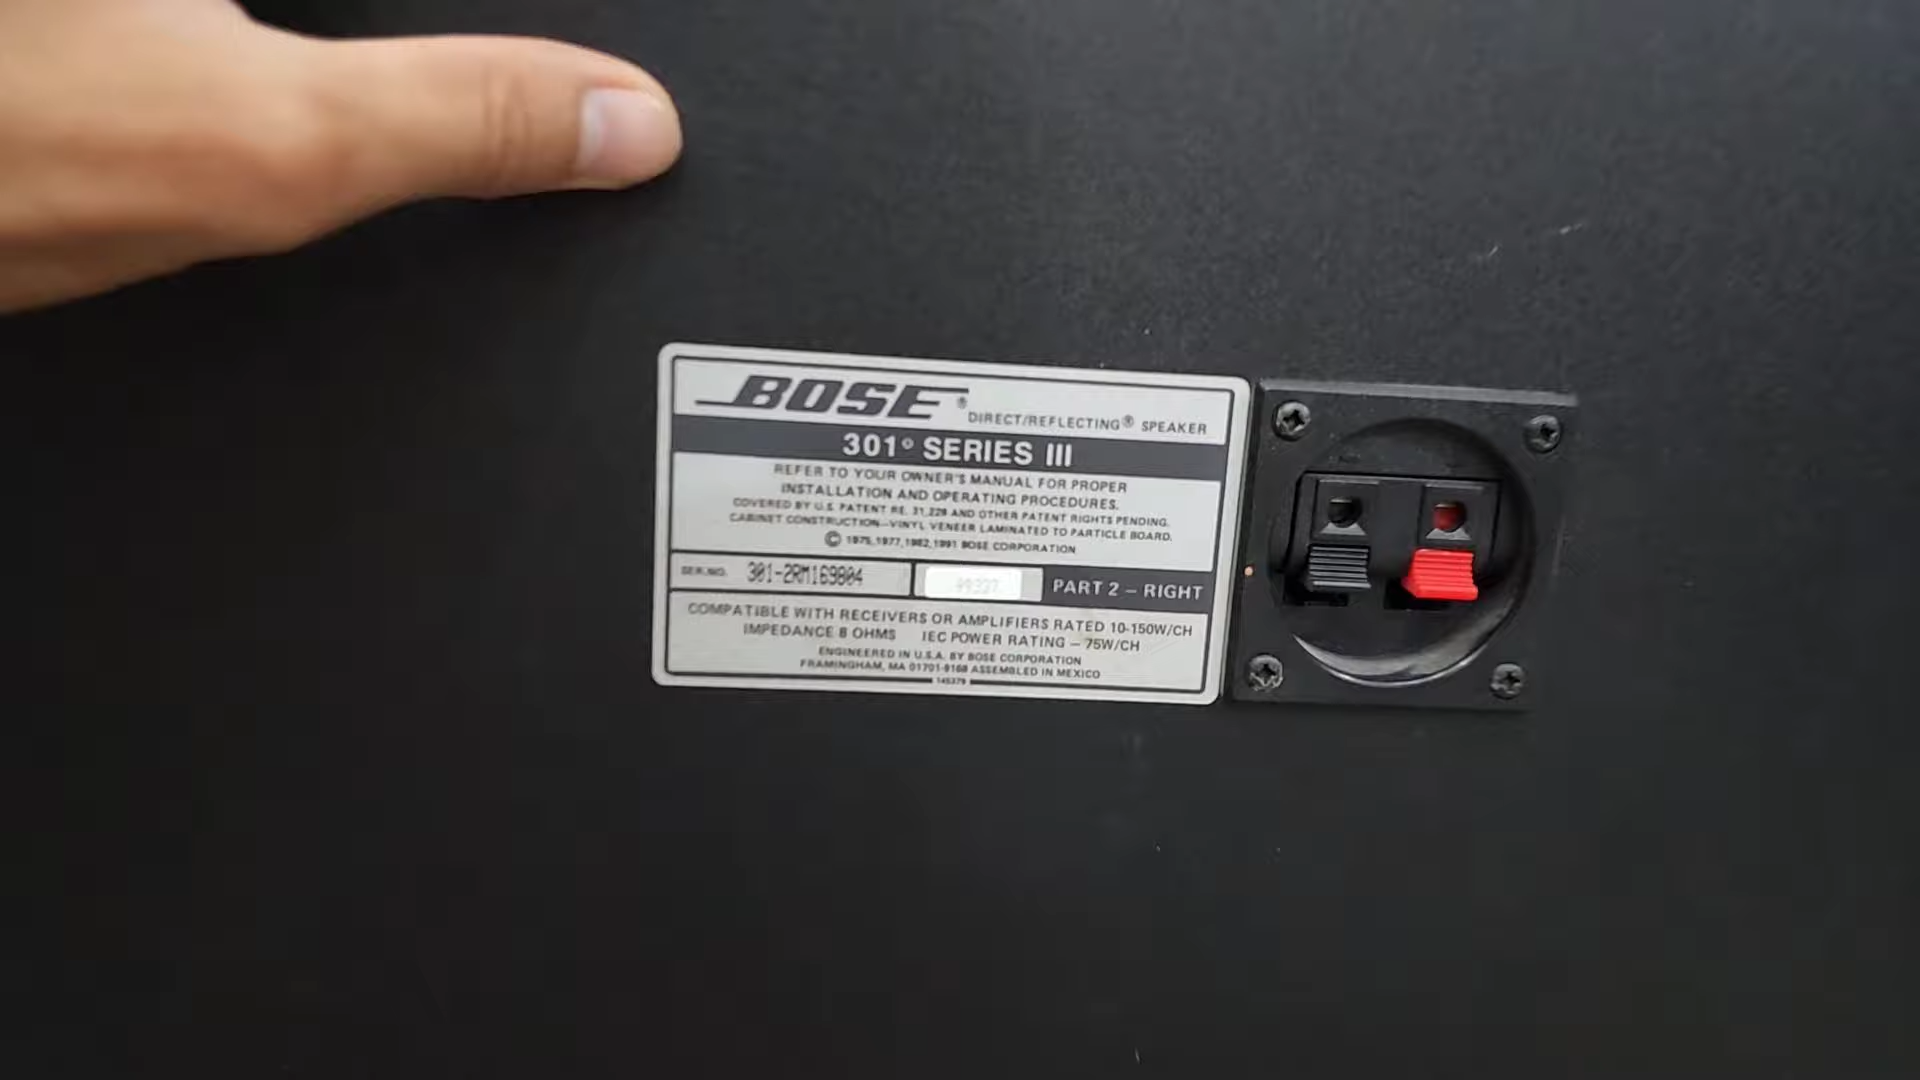 BOSE®
DIRECT/REFLECTING® SPEAKER
301® SERIES III
REFER TO YOUR OWNER'S MANUAL FOR PROPER
INSTALLATION AND OPERATING PROCEDURES.
COVERED BY U.S. PATENT RE. 31,228 AND OTHER PATENT RIGHTS PENDING.
CABINET CONSTRUCTION—VINYL VENEER LAMINATED TO PARTICLE BOARD.
© 1975, 1977, 1982, 1991 BOSE CORPORATION
SER.NO. 301-2RM169804
PART 2 – RIGHT
COMPATIBLE WITH RECEIVERS OR AMPLIFIERS RATED 10-150W/CH
IMPEDANCE 8 OHMS IEC POWER RATING – 75W/CH
ENGINEERED IN U.S.A. BY BOSE CORPORATION
FRAMINGHAM, MA 01701-9168 ASSEMBLED IN MEXICO
145379